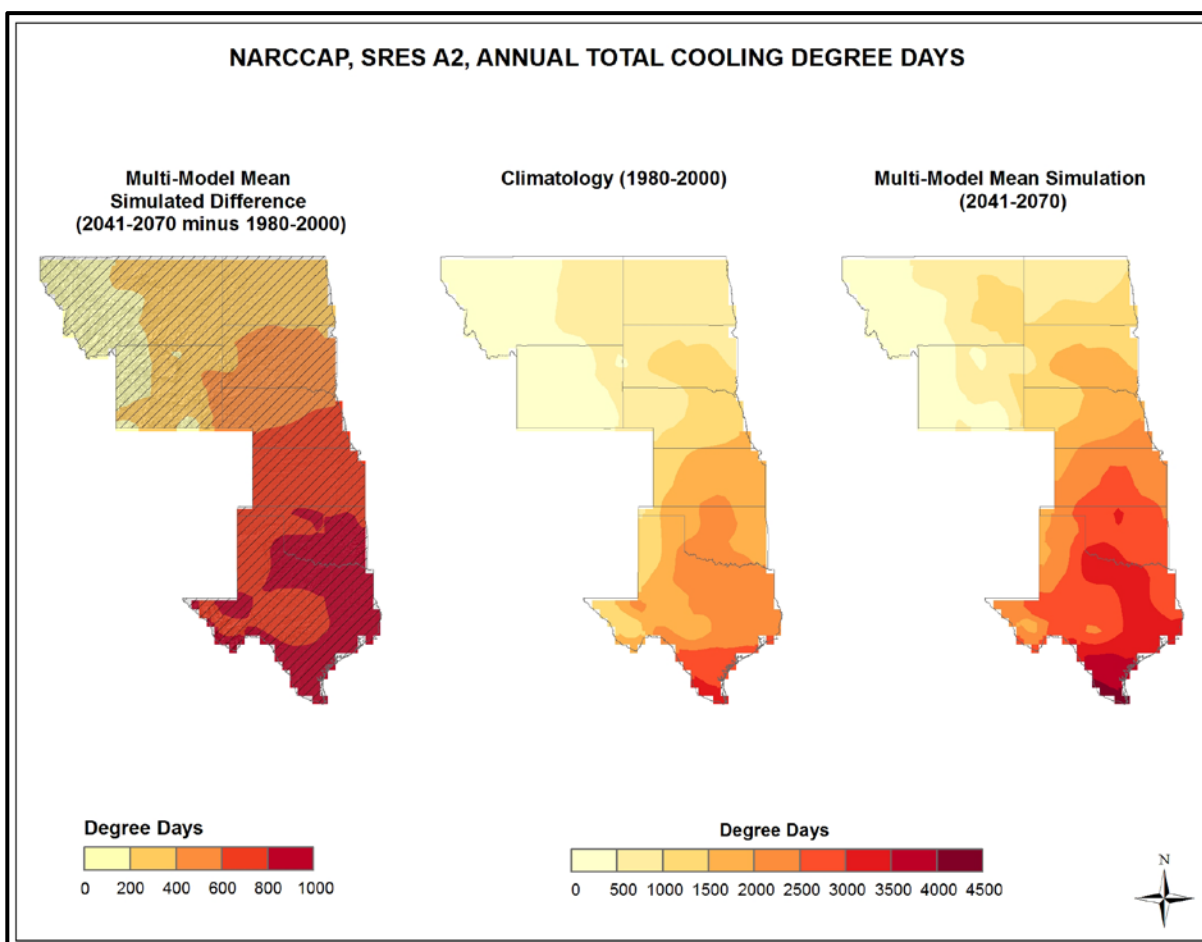 NARCCAP, SRES A2, ANNUAL TOTAL COOLING DEGREE DAYS
Multi-Model Mean
Simulated Difference
(2041-2070 minus 1980-2000)
Climatology (1980-2000)
Multi-Model Mean Simulation
(2041-2070)
Degree Days
0 200 400 600 800 1000
Degree Days
0 500 1000 1500 2000 2500 3000 3500 4000 4500
N